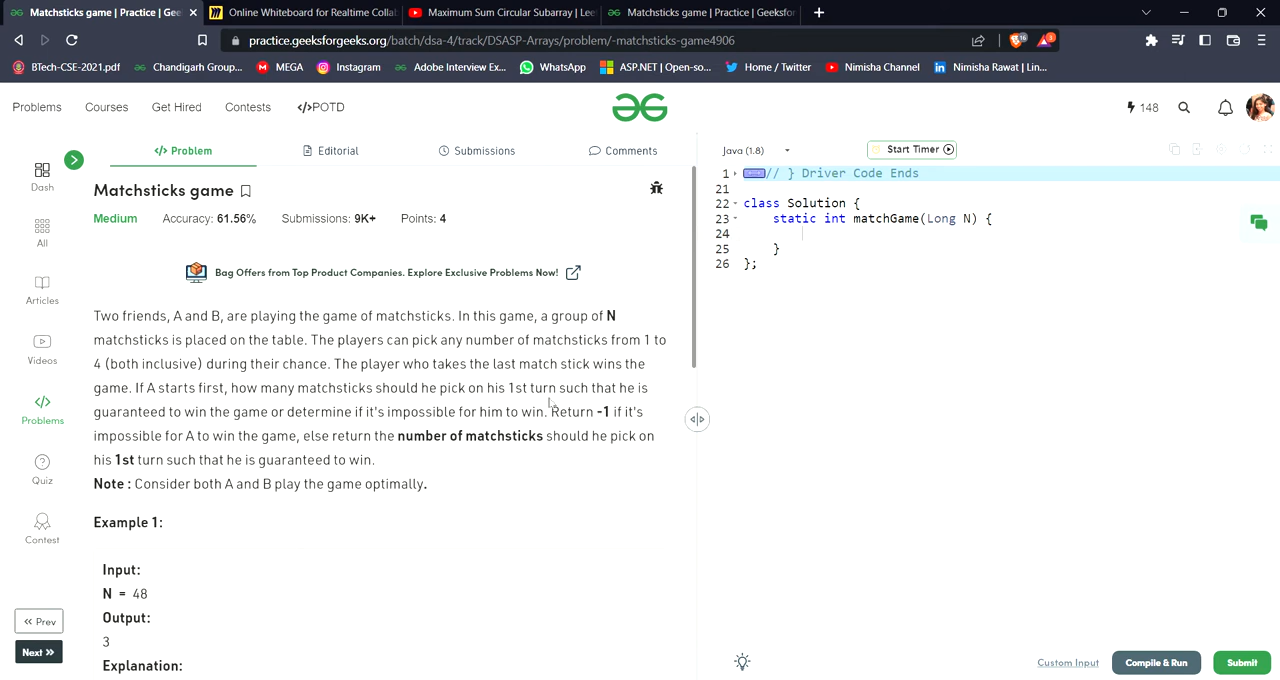 Matchsticks game | Practice | Gee
Online Whiteboard for Realtime Collab
Maximum Sum Circular Subarray | Lee
Matchsticks game | Practice | Geeksfor
practice.geeksforgeeks.org/batch/dsa-4/track/DSASP-Arrays/problem/-matchsticks-game4906
BTech-CSE-2021.pdf
Chandigarh Group...
MEGA
Instagram
Adobe Interview Ex...
WhatsApp
ASP.NET | Open-so...
Home / Twitter
Nimisha Channel
Nimisha Rawat | Lin...
Problems
Courses
Get Hired
Contests
</>POTD
148
</> Problem
Editorial
Submissions
Comments
Java (1.8)
Start Timer
Dash
All
Articles
Videos
Problems
Quiz
Contest
<< Prev
Next >>
Matchsticks game
Medium Accuracy: 61.56% Submissions: 9K+ Points: 4
Bag Offers from Top Product Companies. Explore Exclusive Problems Now!
Two friends, A and B, are playing the game of matchsticks. In this game, a group of N
matchsticks is placed on the table. The players can pick any number of matchsticks from 1 to
4 (both inclusive) during their chance. The player who takes the last match stick wins the
game. If A starts first, how many matchsticks should he pick on his 1st turn such that he is
guaranteed to win the game or determine if it's impossible for him to win. Return -1 if it's
impossible for A to win the game, else return the number of matchsticks should he pick on
his 1st turn such that he is guaranteed to win.
Note : Consider both A and B play the game optimally.
Example 1:
Input:
N = 48
Output:
3
Explanation:
1 // } Driver Code Ends
21
22 class Solution {
23 static int matchGame(Long N) {
24
25 }
26 };
Custom Input
Compile & Run
Submit